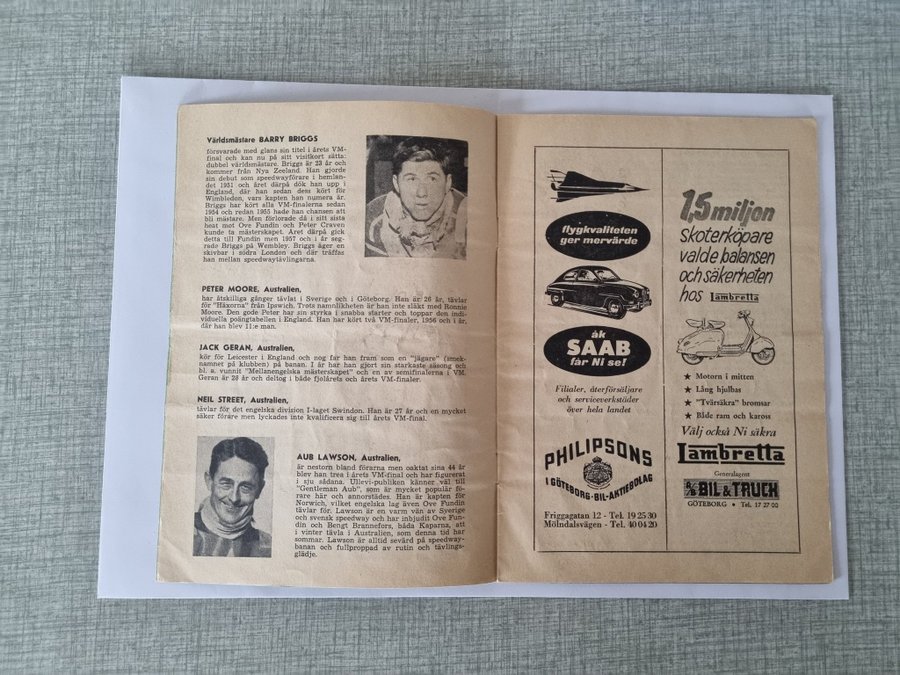 Världsmästare BARRY BRIGGS
försvarade med glans sin titel i årets VM-
final och kan nu på sitt visitkort sätta:
dubbel världsmästare. Briggs är 23 år och
kommer från Nya Zeeland. Han gjorde
sin debut som speedwayförare i hemlan-
det 1951 och året därpå dök han upp i
England, där han sedan dess kört för
Wimbleden, vars kapten han numera är.
Briggs har kört alla VM-finalerna sedan
1954 och redan 1955 hade han chansen att
bli mästare. Men förlorade då i sitt sista
heat mot Ove Fundin och Peter Craven
kunde ta mästerskapet. Året därpå gick
detta till Fundin men 1957 och i år seg-
rade Briggs på Wembley. Briggs äger en
skivbar i södra London och där träffas
han mellan speedwaytävlingarna.
PETER MOORE, Australien,
har åtskilliga gånger tävlat i Sverige och i Göteborg. Han är 26 år, tävlar
för "Häxorna" från Ipswich. Trots namnlikheten är han inte släkt med Ronnie
Moore. Den gode Peter har sin styrka i snabba starter och toppar den indi-
viduella poängtabellen i England. Han har kört två VM-finaler, 1956 och i år,
där han blev 11:e man.
JACK GERAN, Australien,
kör för Leicester i England och nog far han fram som en "jägare" (smek-
namnet på klubben) på banan. I år har han gjort sin starkaste säsong och
bl. a. vunnit "Mellanengelska mästerskapet" och en av semifinalerna i VM.
Geran är 28 år och deltog i både fjolårets och årets VM-finaler.
NEIL STREET, Australien,
tävlar för det engelska division I-laget Swindon. Han är 27 år och en mycket
säker förare men lyckades inte kvalificera sig till årets VM-final.
AUB LAWSON, Australien,
är nestorn bland förarna men oaktat sina 44 år
blev han trea i årets VM-final och har figurerat
i sju sådana. Ullevi-publiken känner väl till
"Gentleman Aub", som är mycket populär fö-
rare här och annorstädes. Han är kapten för
Norwich, vilket engelska lag även Ove Fundin
tävlar för. Lawson är en varm vän av Sverige
och svensk speedway och har inbjudit Ove Fun-
din och Bengt Brannefors, båda Kaparna, att
i vinter tävla i Australien, som denna tid har
sommar. Lawson är alltid sevärd på speedway-
banan och fullproppad av rutin och tävlings-
glädje.
flygkvaliteten
ger mervärde
åk
SAAB
får Ni se!
Filialer, återförsäljare
och serviceverkstäder
över hela landet
PHILIPSONS
I GÖTEBORG·BIL-AKTIEBOLAG
Friggagatan 12 - Tel. 19 25 30
Mölndalsvägen - Tel. 40 04 20
1,5 miljon
skoterköpare
valde balansen
och säkerheten
hos Lambretta
★ Motorn i mitten
★ Lång hjulbas
★ "Tvärsäkra" bromsar
★ Både ram och kaross
Välj också Ni säkra
Lambretta
Generalagent
A/B BIL & TRUCK
GÖTEBORG • Tel. 17 27 00